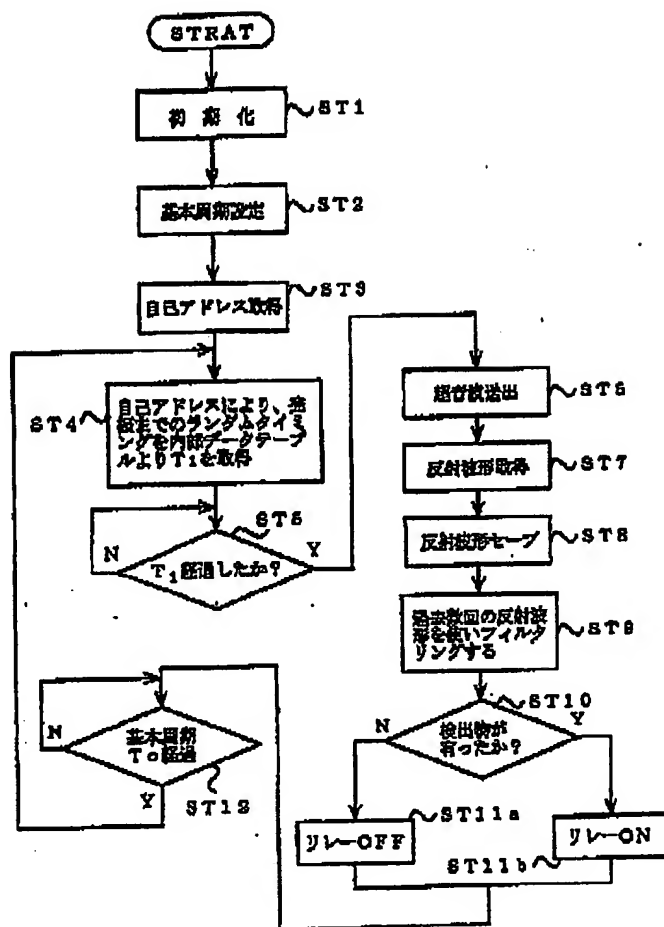 STRAT
初 期 化
ST1
基本周期設定
ST2
自己アドレス取得
ST3
自己アドレスにより、
でのランダムタイミ
ングを内部データテーブ
ルよりT1を取得
ST4
ST5
T1経過したか?
N
Y
超音波送出
ST6
反射波形取得
ST7
反射波形セーブ
ST8
過去数回の反射波
形を使いフィルタ
リングする
ST9
ST10
検出物が
有ったか?
N
Y
リレーOFF
ST11a
リレーON
ST11b
基本周期
To経過
N
Y
ST12